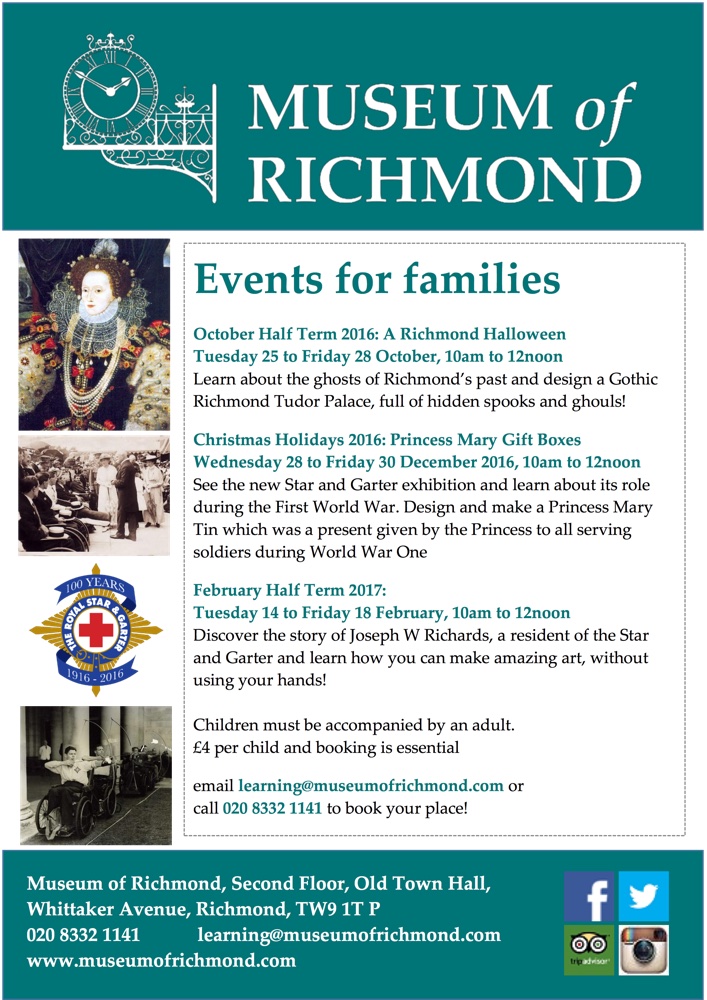 MUSEUM of
RICHMOND
Events for families
October Half Term 2016: A Richmond Halloween
Tuesday 25 to Friday 28 October, 10am to 12noon
Learn about the ghosts of Richmond's past and design a Gothic
Richmond Tudor Palace, full of hidden spooks and ghouls!
Christmas Holidays 2016: Princess Mary Gift Boxes
Wednesday 28 to Friday 30 December 2016, 10am to 12noon
See the new Star and Garter exhibition and learn about its role
during the First World War. Design and make a Princess Mary
Tin which was a present given by the Princess to all serving
soldiers during World War One
100 YEARS
THE ROYAL STAR & GARTER
1916 - 2016
February Half Term 2017:
Tuesday 14 to Friday 18 February, 10am to 12noon
Discover the story of Joseph W Richards, a resident of the Star
and Garter and learn how you can make amazing art, without
using your hands!
Children must be accompanied by an adult.
£4 per child and booking is essential
email learning@museumofrichmond.com or
call 020 8332 1141 to book your place!
Museum of Richmond, Second Floor, Old Town Hall,
Whittaker Avenue, Richmond, TW9 1T P
020 8332 1141 learning@museumofrichmond.com
www.museumofrichmond.com
tripadvisor